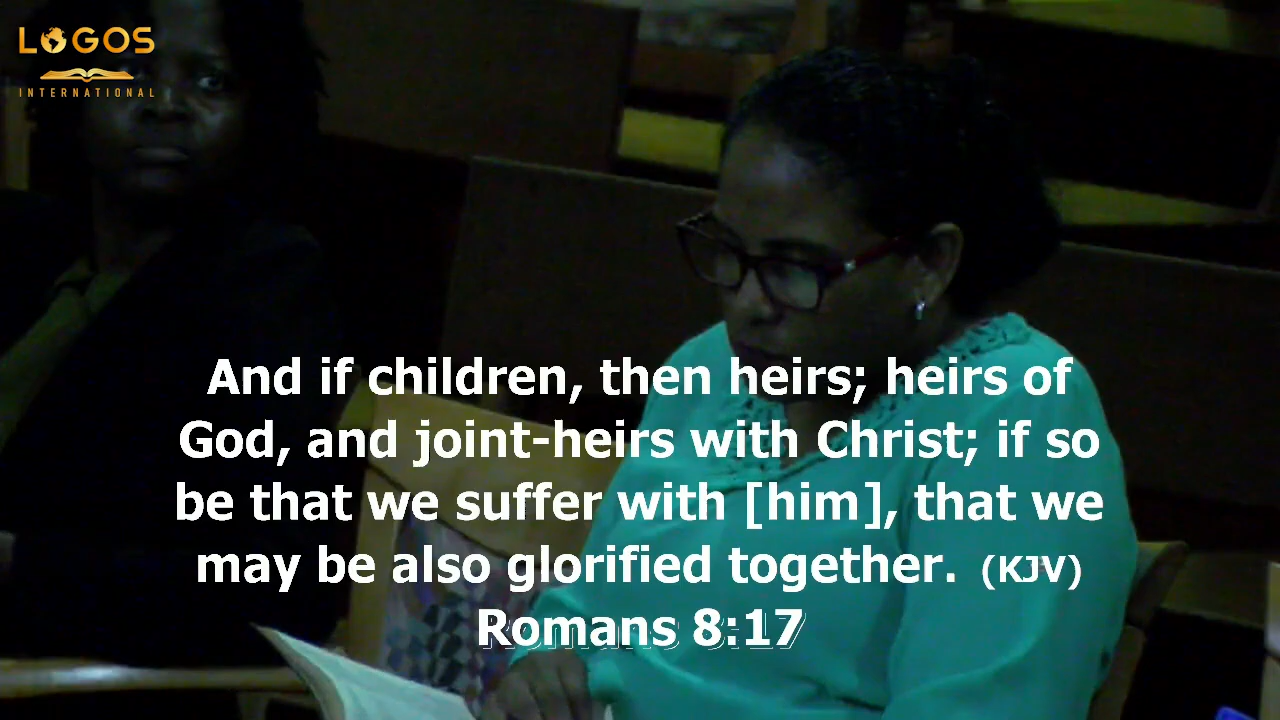 LOGOS
INTERNATIONAL
And if children, then heirs; heirs of
God, and joint-heirs with Christ; if so
be that we suffer with [him], that we
may be also glorified together. (KJV)
Romans 8:17